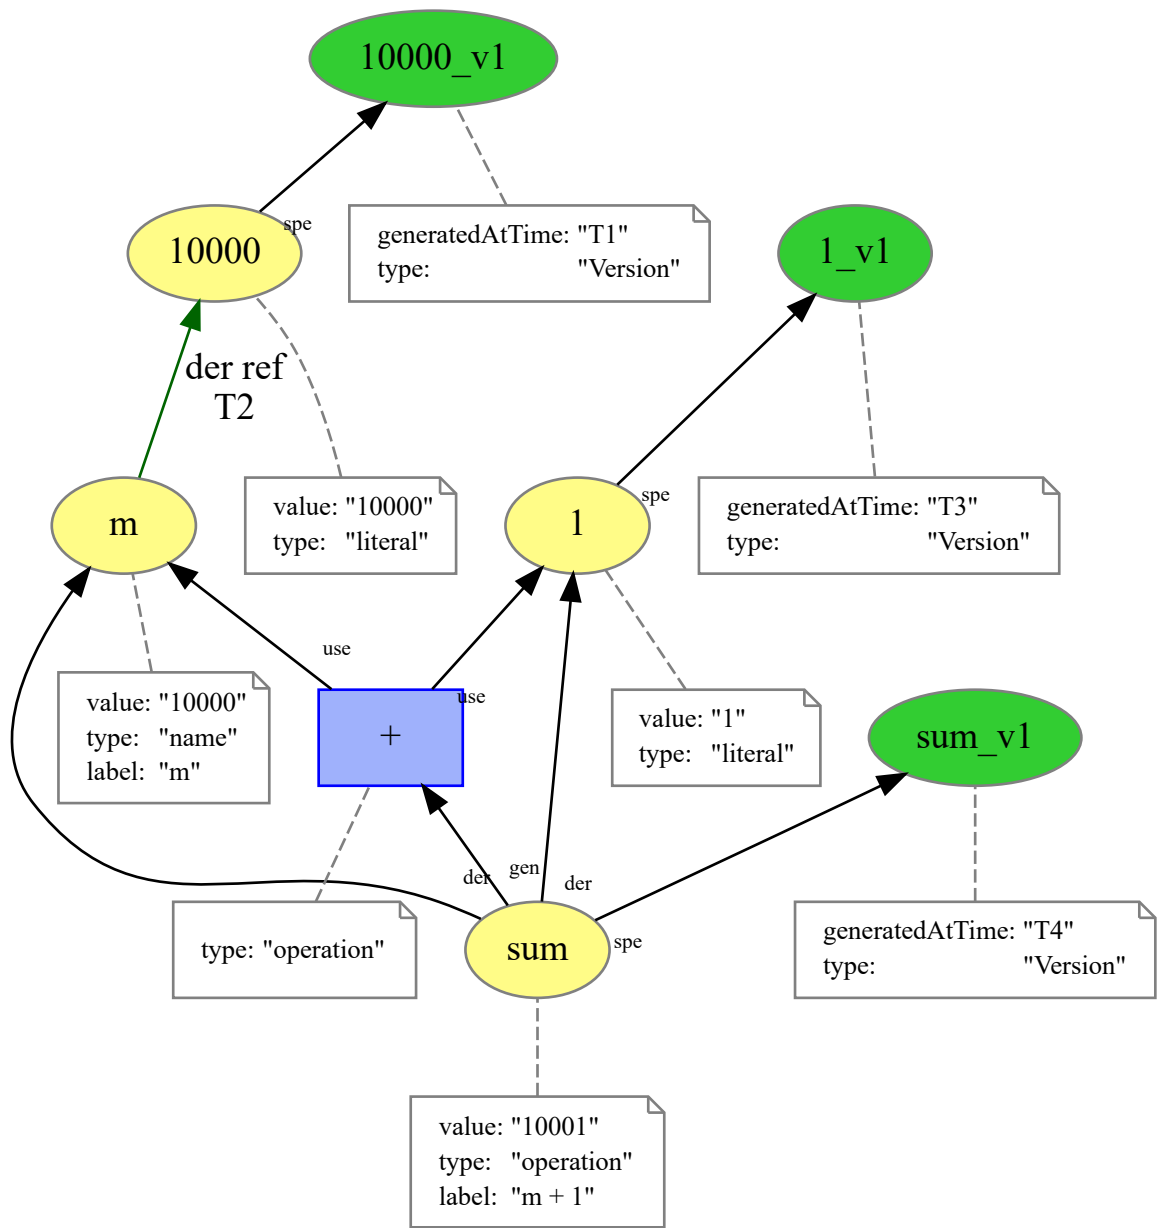 10000_v1
spe
10000
generatedAtTime: "T1"
type: "Version"
1_v1
der ref
T2
m
value: "10000"
type: "literal"
1
spe
generatedAtTime: "T3"
type: "Version"
use
value: "10000"
type: "name"
label: "m"
+
use
value: "1"
type: "literal"
sum_v1
der
gen
der
type: "operation"
sum
spe
generatedAtTime: "T4"
type: "Version"
value: "10001"
type: "operation"
label: "m + 1"